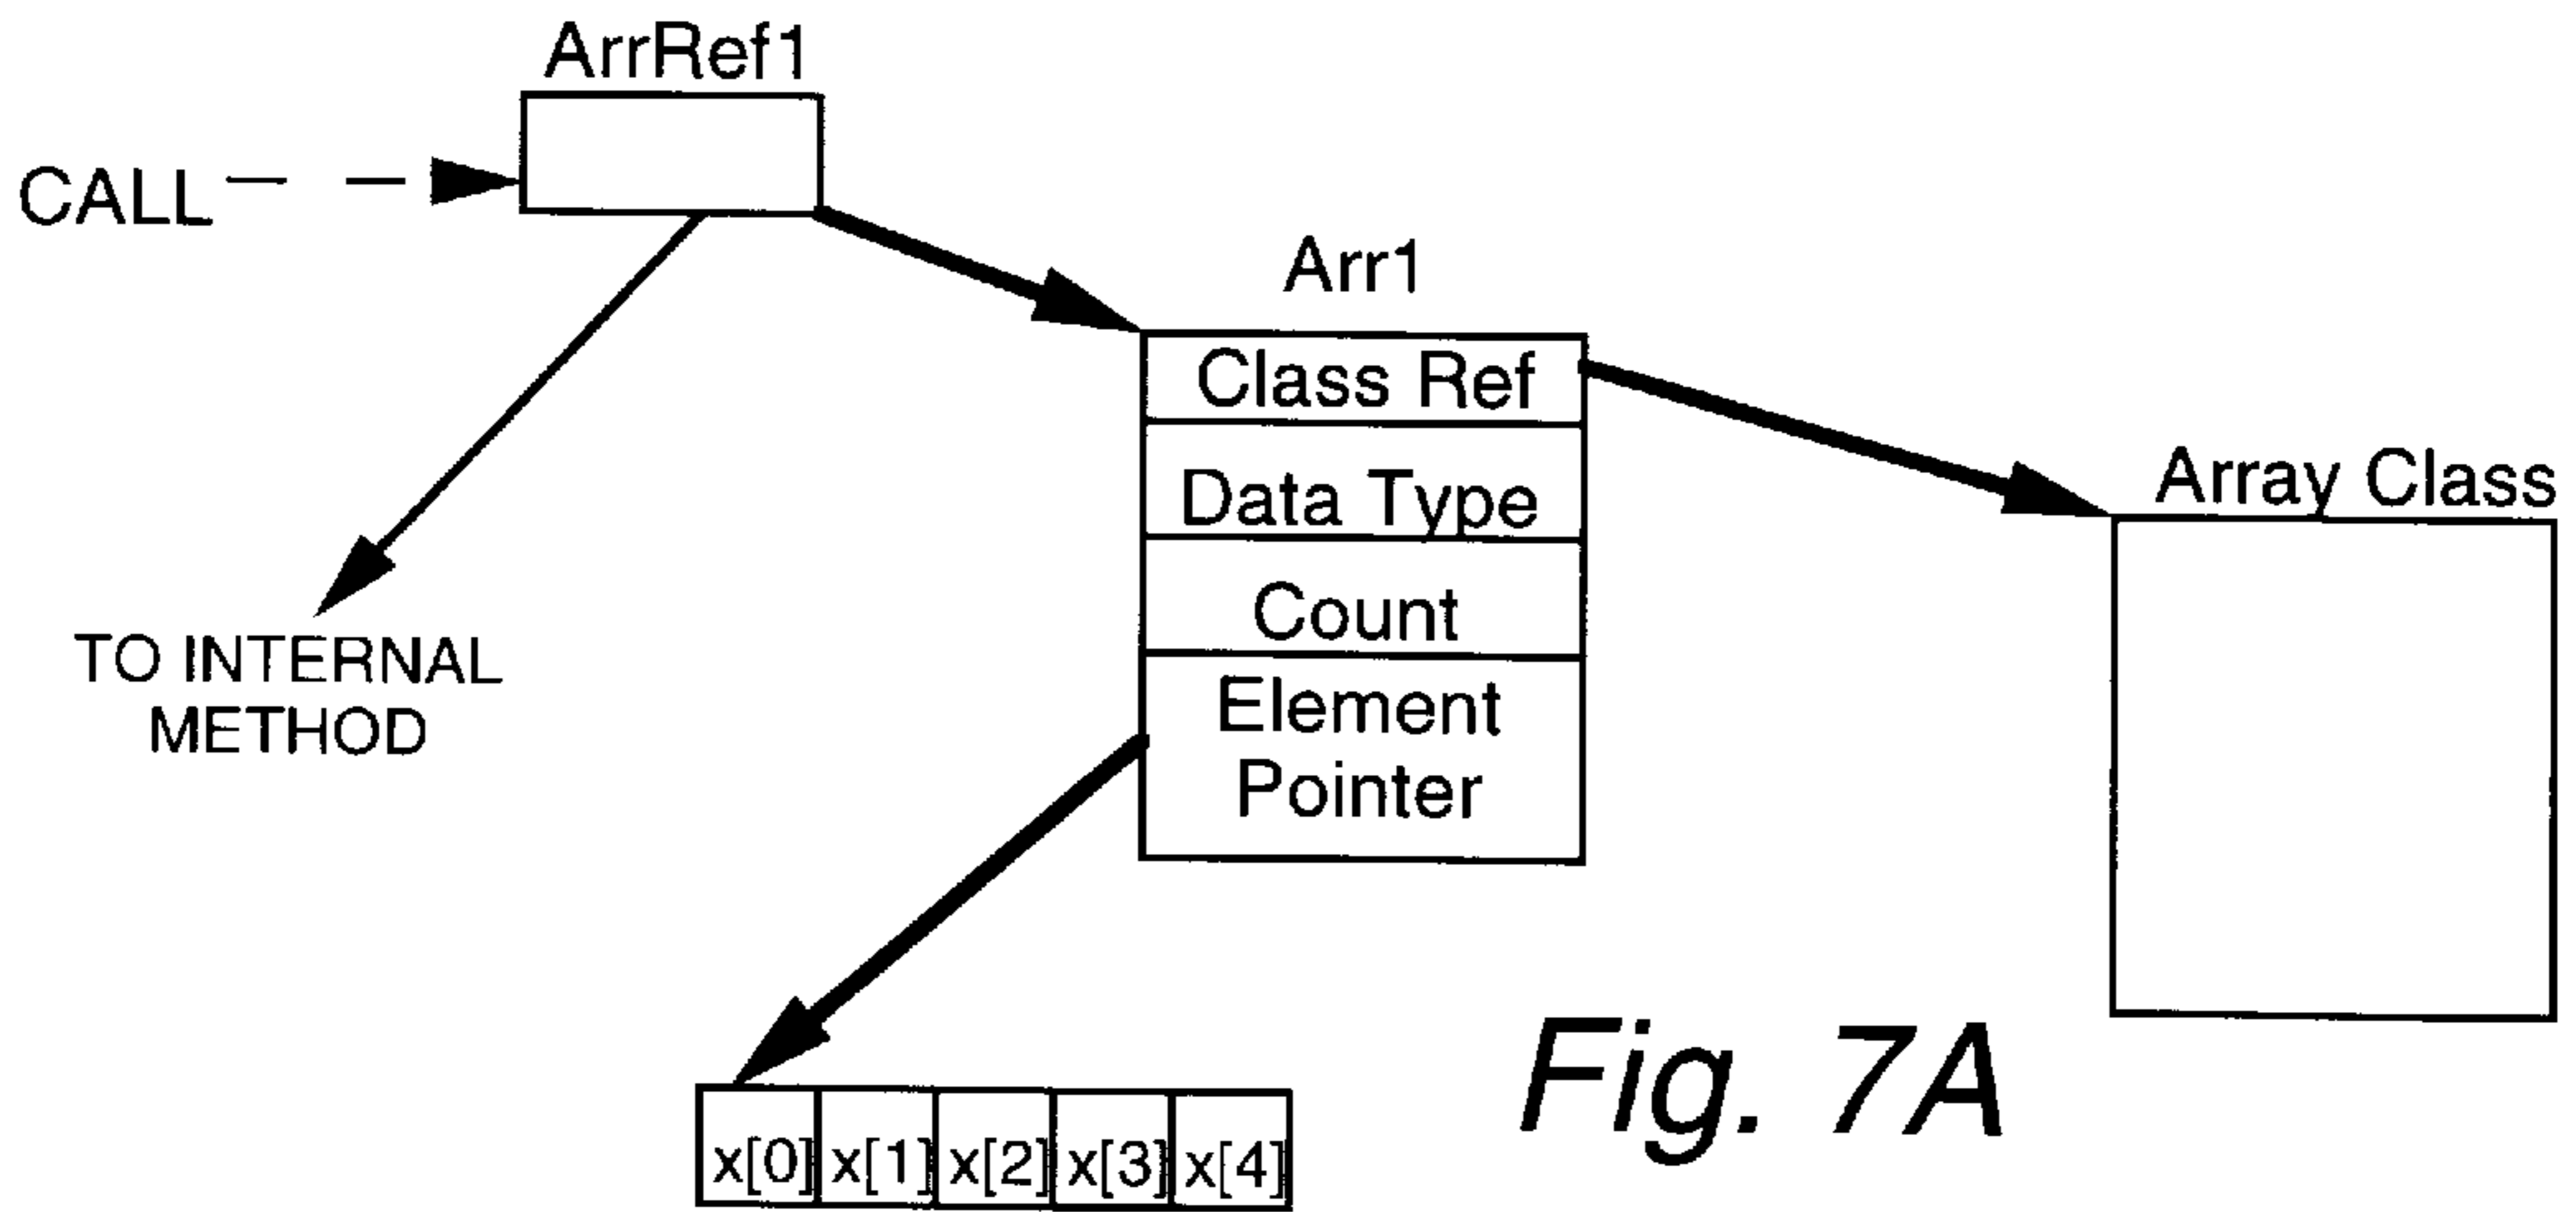 ArrRef1
CALL
Arr1
Class Ref
Data Type
Count
Element
Pointer
Array Class
TO INTERNAL
METHOD
x[0] x[1] x[2] x[3] x[4]
Fig. 7A